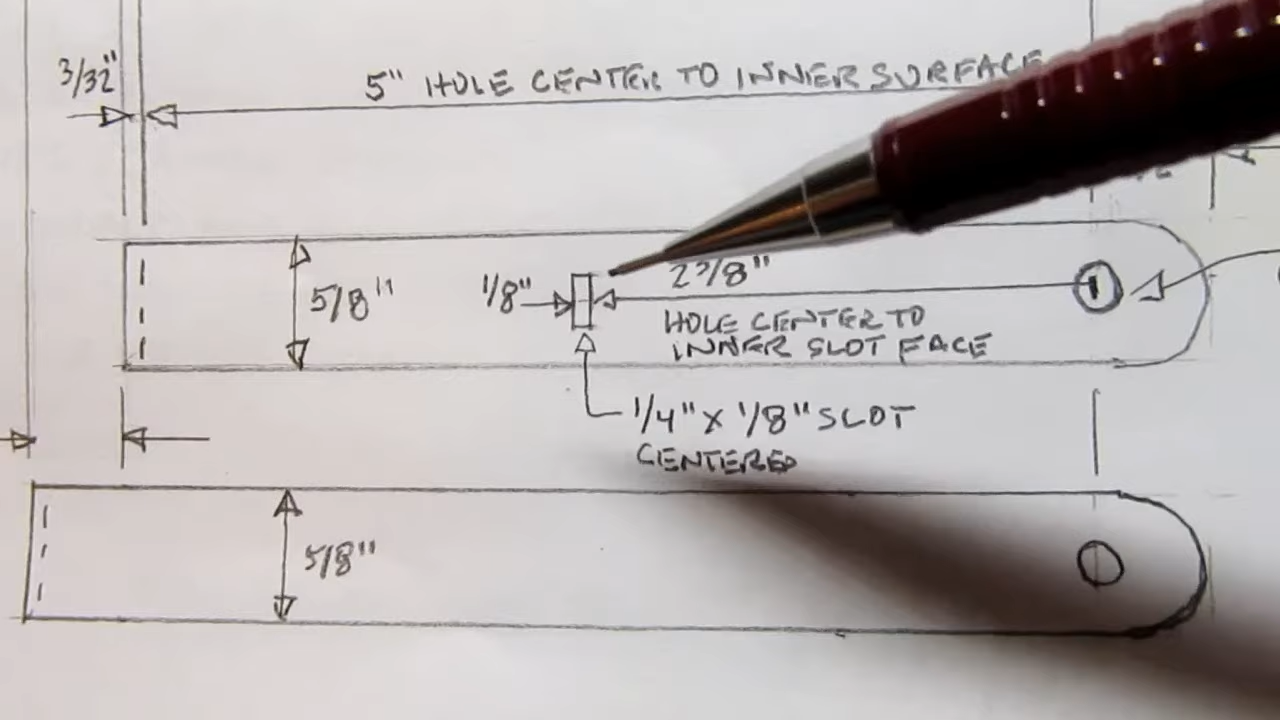 3/32"
5" HOLE CENTER TO INNER SURFACE
5/8"
1/8"
2 3/8"
HOLE CENTER TO
INNER SLOT FACE
1/4" X 1/8" SLOT
CENTERED
5/8"